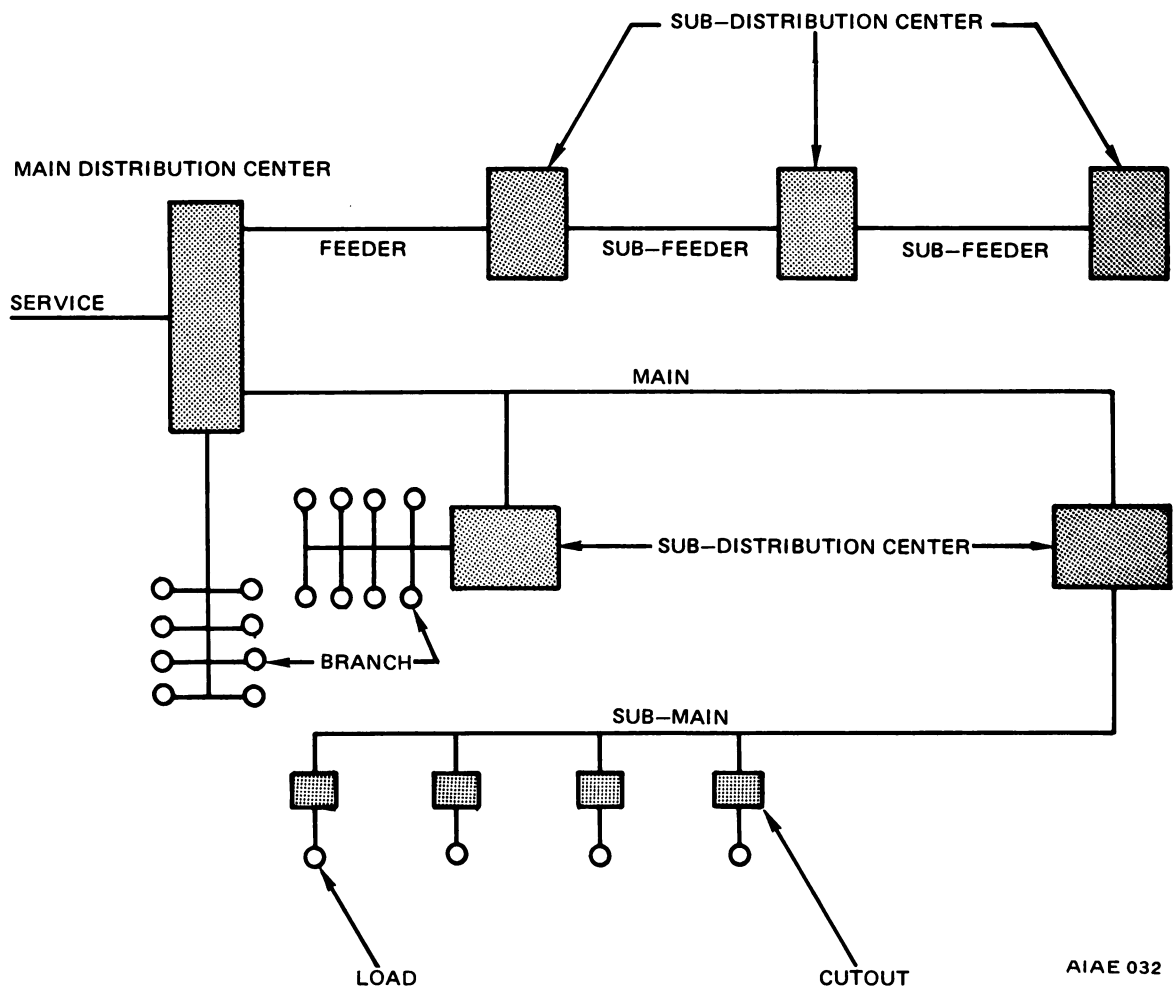 SUB–DISTRIBUTION CENTER
MAIN DISTRIBUTION CENTER
FEEDER
SUB–FEEDER
SUB–FEEDER
SERVICE
MAIN
SUB–DISTRIBUTION CENTER
BRANCH
SUB–MAIN
LOAD
CUTOUT
AIAE 032